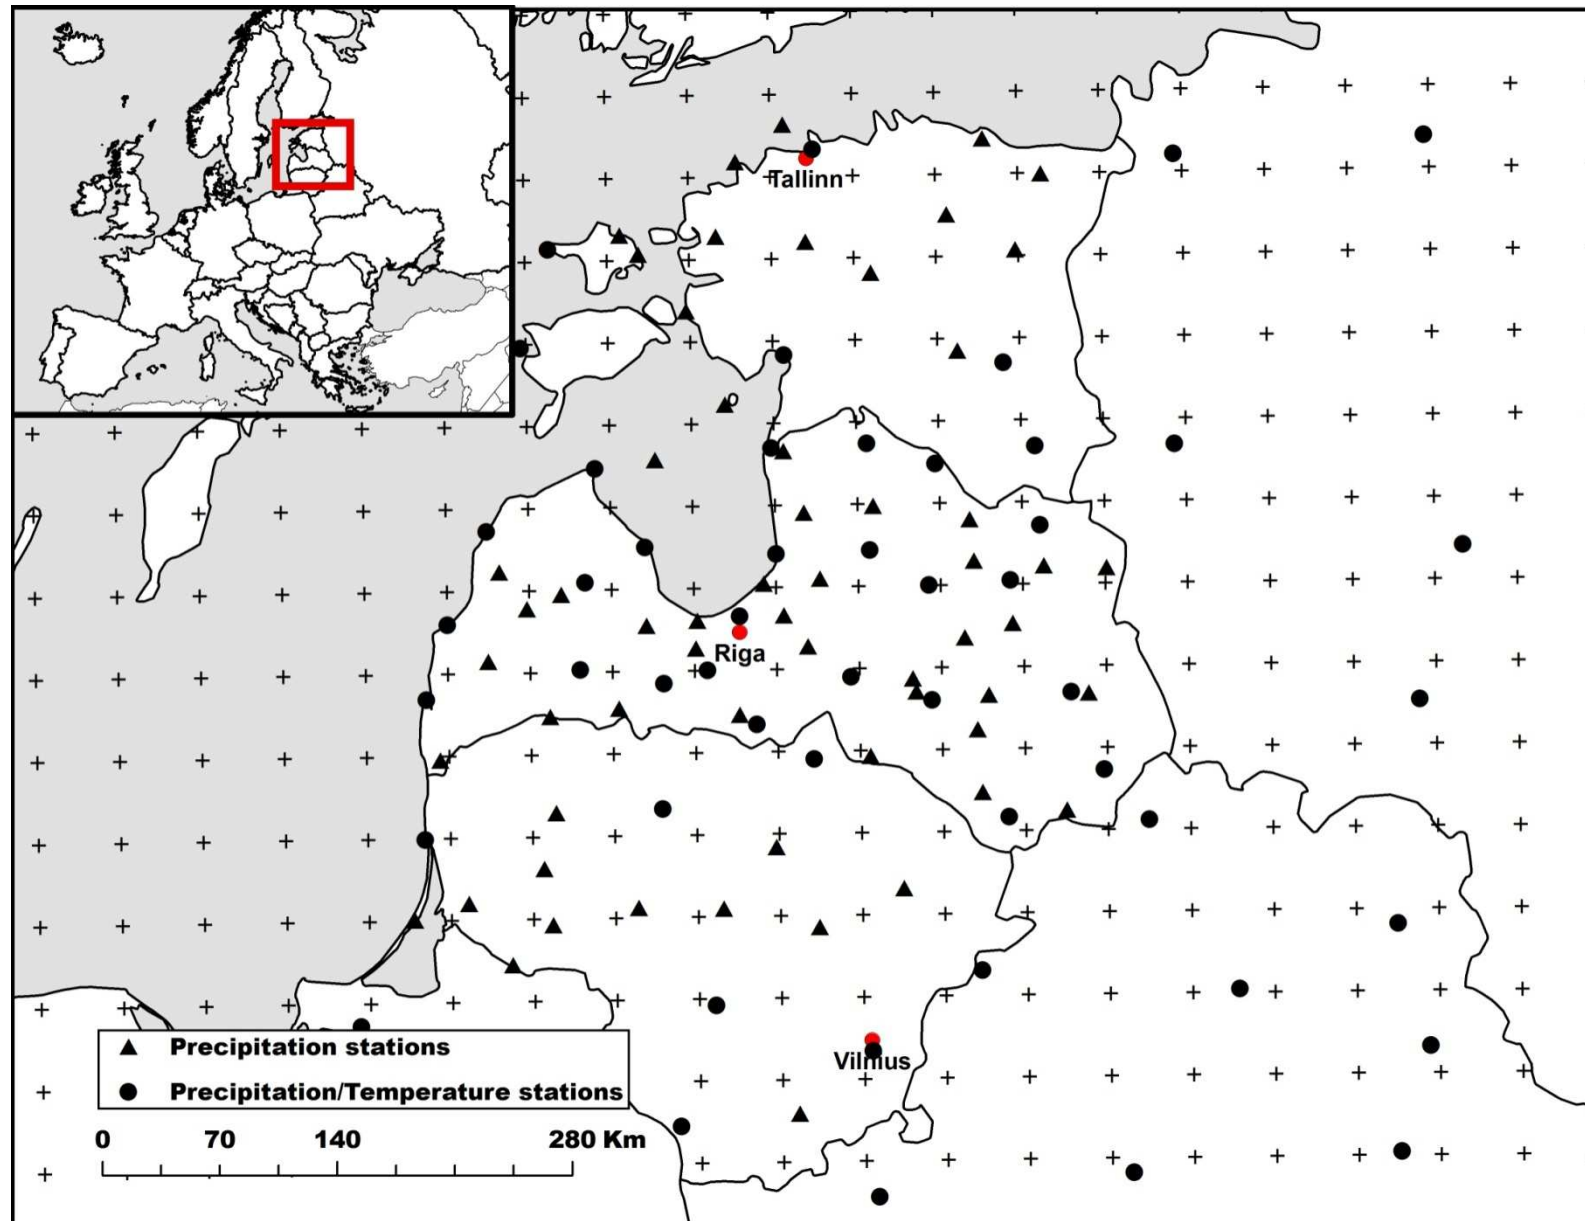 Tallinn
Riga
Vilnius
Precipitation stations
Precipitation/Temperature stations
0 70 140 280 Km